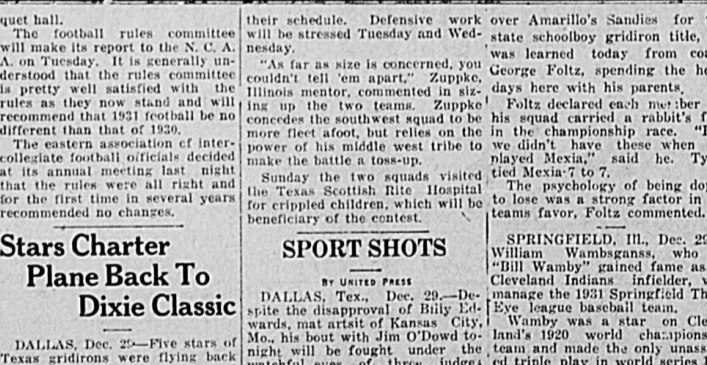 quet hall.
The football rules committee
will make its report to the N. C. A.
A. on Tuesday. It is generally un-
derstood that the rules committee
is pretty well satisfied with the
rules as they now stand and will
recommend that 1931 football be no
different than that of 1930.
The eastern association of inter-
collegiate football officials decided
at its annual meeting last night
that the rules were all right and
for the first time in several years
recommended no changes.
Stars Charter
Plane Back To
Dixie Classic
DALLAS, Dec. 29—Five stars of
Texas gridirons were flying back
their schedule. Defensive work
will be stressed Tuesday and Wed-
nesday.
"As far as size is concerned, you
couldn't tell 'em apart," Zuppke,
Illinois mentor, commented in siz-
ing up the two teams. Zuppke
concedes the southwest squad to be
more fleet afoot, but relies on the
power of his middle west tribe to
make the battle a toss-up.
Sunday the two squads visited
the Texas Scottish Rite Hospital
for crippled children, which will be
beneficiary of the contest.
SPORT SHOTS
BY UNITED PRESS
DALLAS, Tex., Dec. 29.—De-
spite the disapproval of Billy Ed-
wards, mat artsit of Kansas City,
Mo., his bout with Jim O'Dowd to-
night will be fought under the
watchful eyes of three judges
over Amarillo's Sandies for
state schoolboy gridiron title,
was learned today from
George Foltz, spending the
days here with his parents.
Foltz declared each member
his squad carried a rabbit's
in the championship race.
we didn't have these when
played Mexia," said he.
tied Mexia 7 to 7.
The psychology of being
to lose was a strong factor in
teams favor, Foltz commented.
SPRINGFIELD, Ill., Dec. 29
William Wambsganss, who
"Bill Wamby" gained fame as
Cleveland Indians infielder,
manage the 1931 Springfield
Eye league baseball team.
Wamby was a star on
land's 1920 world champions
team and made the only
ed triple play in world series